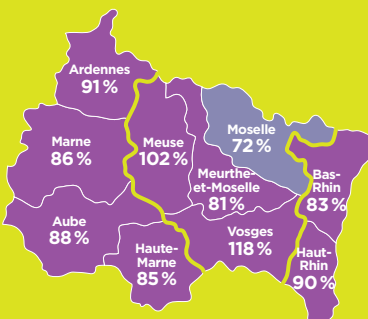 Ardennes
91 %
Marne
86 %
Meuse
102 %
Moselle
72 %
Meurthe-
et-Moselle
81 %
Bas-
Rhin
83 %
Aube
88 %
Haute-
Marne
85 %
Vosges
118 %
Haut-
Rhin
90 %